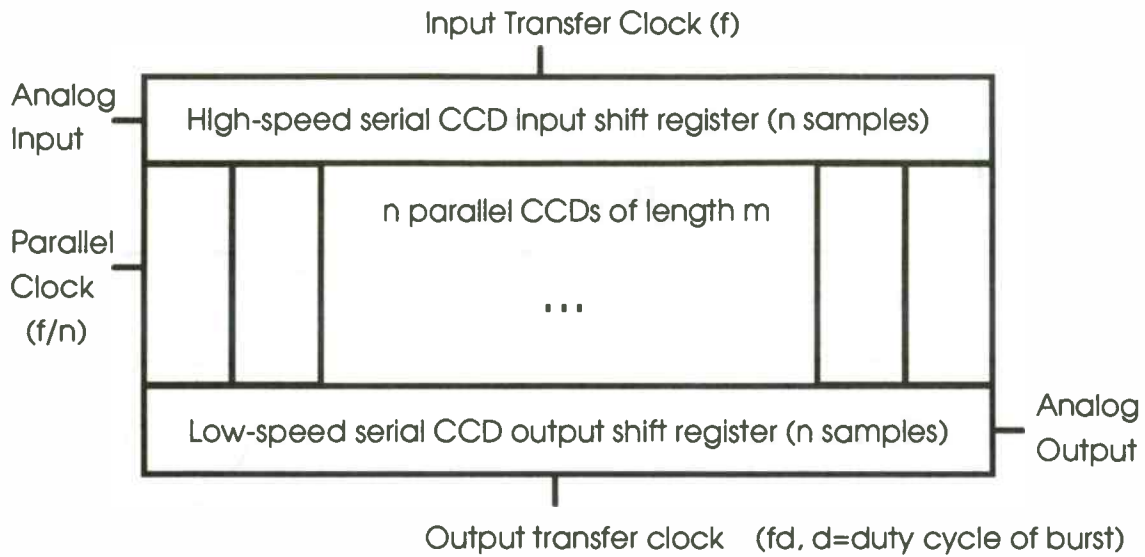 Input Transfer Clock (f)
Analog
Input
High-speed serial CCD input shift register (n samples)
n parallel CCDs of length m
Parallel
Clock
(f/n)
...
Low-speed serial CCD output shift register (n samples)
Analog
Output
Output transfer clock (fd, d=duty cycle of burst)